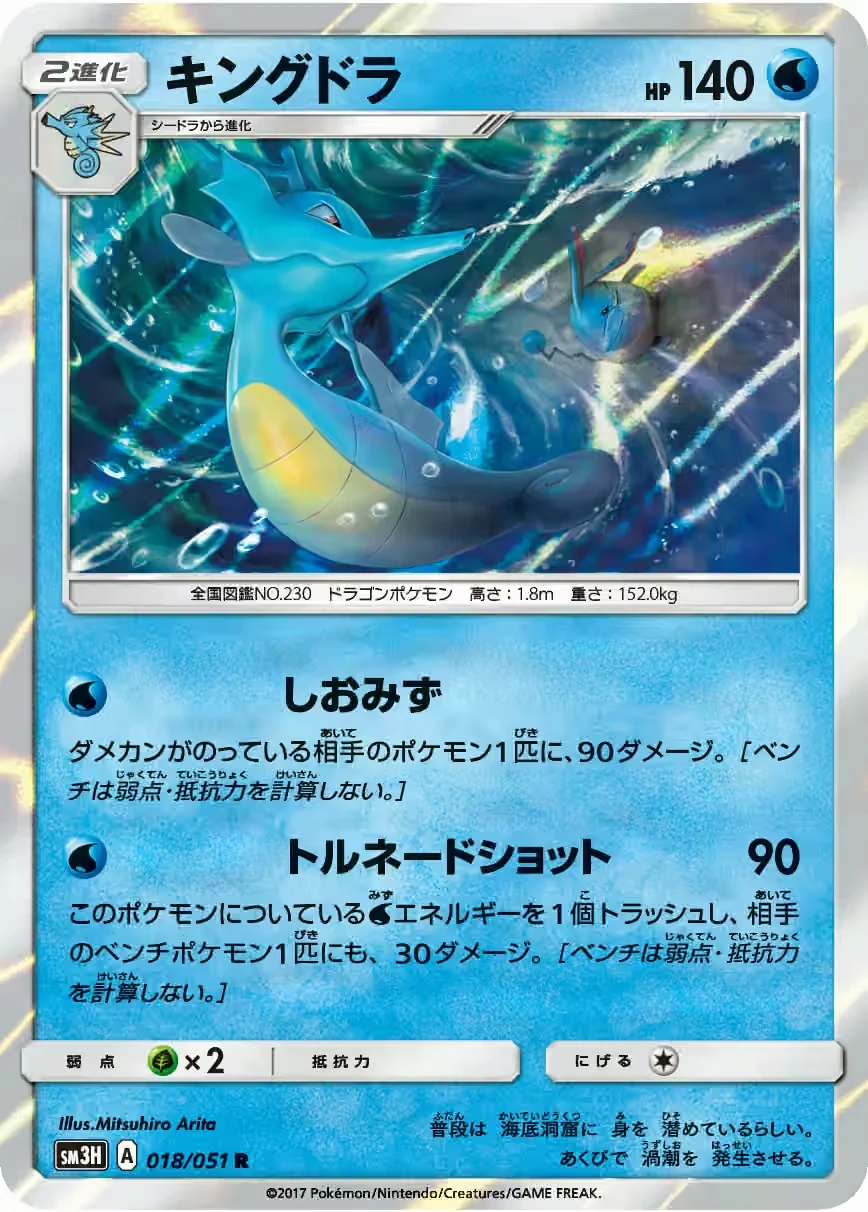 2進化
キングドラ
HP 140
シードラから進化
全国図鑑NO.230 ドラゴンポケモン 高さ：1.8m 重さ：152.0kg
しおみず
ダメカンがのっている相手のポケモン1匹に、90ダメージ。［ベン
チは弱点・抵抗力を計算しない。］
トルネードショット 90
このポケモンについているエネルギーを1個トラッシュし、相手
のベンチポケモン1匹にも、30ダメージ。［ベンチは弱点・抵抗力
を計算しない。］
弱点 ×2 抵抗力 にげる
Illus.Mitsuhiro Arita
普段は 海底洞窟に 身を 潜めているらしい。
あくびで 渦潮を 発生させる。
SM3H A 018/051 R
©2017 Pokémon/Nintendo/Creatures/GAME FREAK.